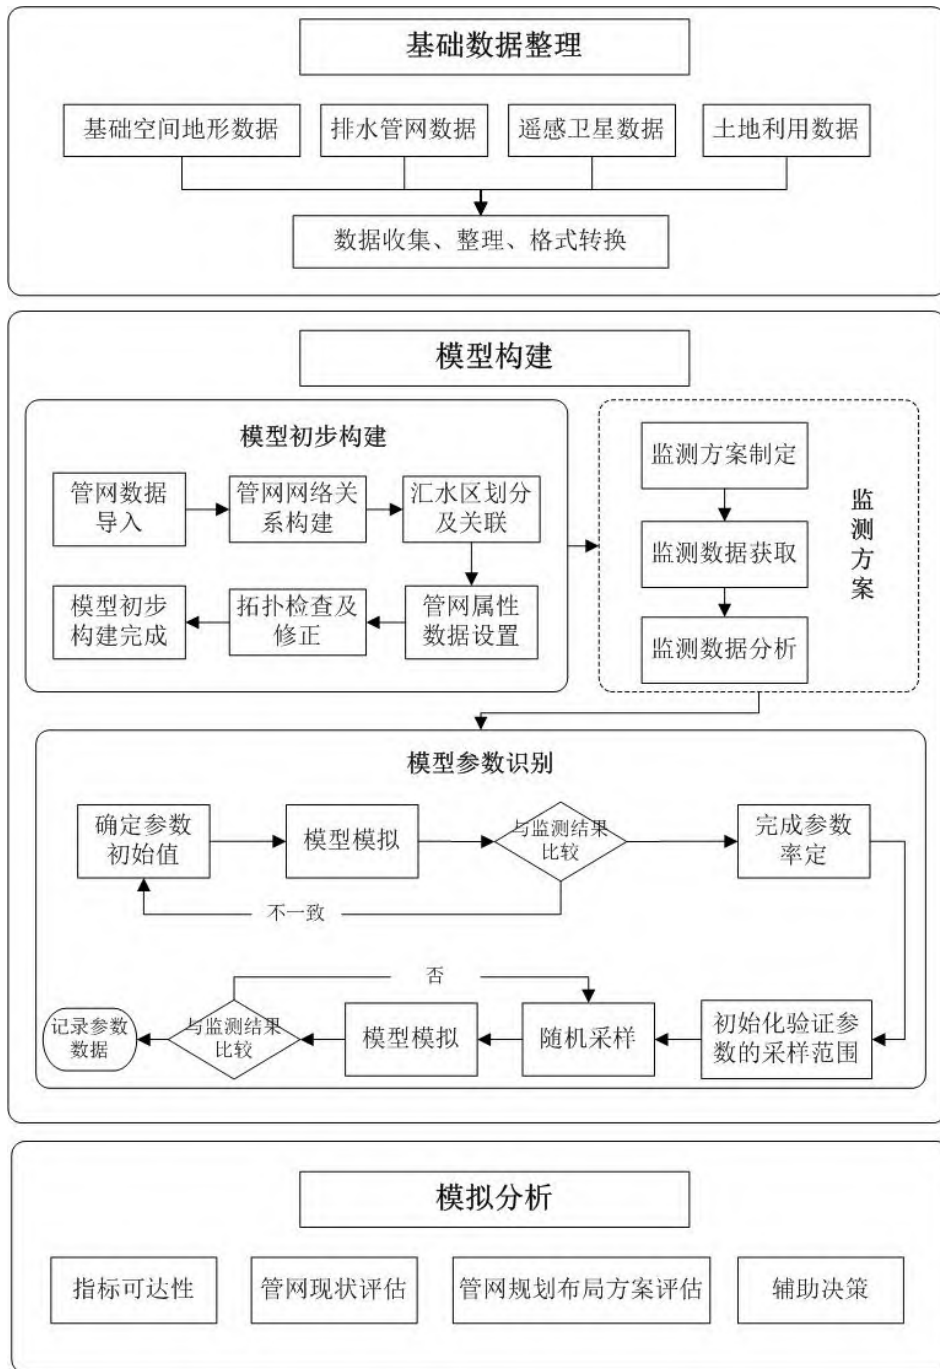 基础数据整理
基础空间地形数据
排水管网数据
遥感卫星数据
土地利用数据
数据收集、整理、格式转换
模型构建
模型初步构建
管网数据
导入
管网网络关
系构建
汇水区划分
及关联
管网属性
数据设置
拓扑检查及
修正
模型初步
构建完成
监测方案制定
监测数据获取
监测数据分析
监测方案
模型参数识别
确定参数
初始值
模型模拟
与监测结果
比较
不一致
完成参数
率定
初始化验证参
数的采样范围
随机采样
模型模拟
否
与监测结果
比较
记录参数
数据
模拟分析
指标可达性
管网现状评估
管网规划布局方案评估
辅助决策